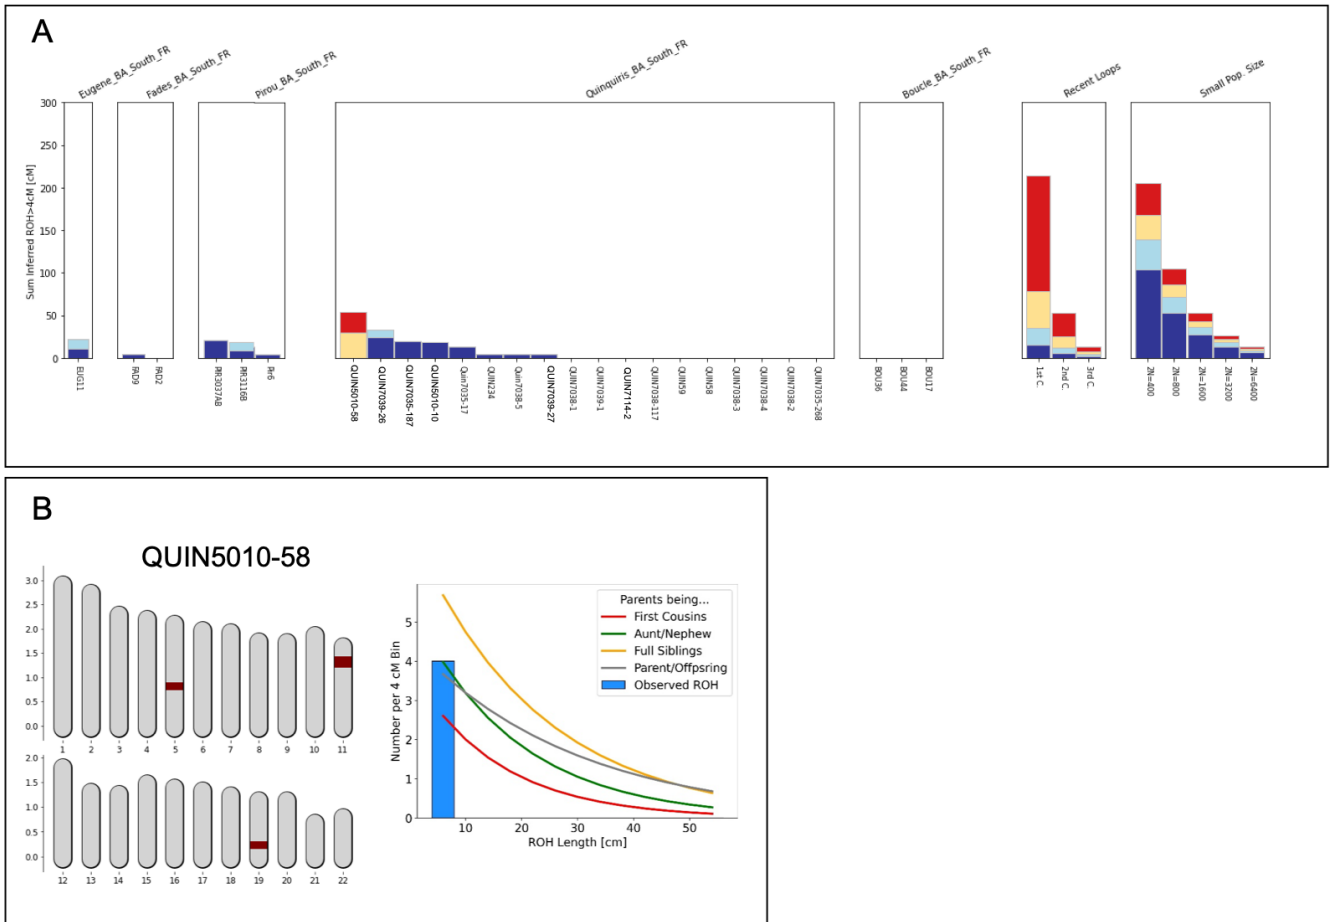 A
Eugene_BA_South_FR
Fades_BA_South_FR
Pirou_BA_South_FR
Quinquiris_BA_South_FR
Boucle_BA_South_FR
Recent Loops
Small Pop. Size
Sum Inferred ROH>4cM [cM]
300
250
200
150
100
50
0
EUG11
FAD9
FAD2
PIR3037AB
PIR3116B
Pir6
QUIN5010-58
QUIN7039-26
QUIN7035-187
QUIN5010-10
Quin7035-17
QUIN234
Quin7038-5
QUIN7039-27
QUIN7038-1
QUIN7039-1
QUIN7114-2
QUIN7038-117
QUIN59
QUIN58
QUIN7038-3
QUIN7038-4
QUIN7038-2
QUIN7035-268
BOU36
BOU44
BOU17
1st C.
2nd C.
3rd C.
2N=400
2N=800
2N=1600
2N=3200
2N=6400
B
QUIN5010-58
3.0
2.5
2.0
1.5
1.0
0.5
0.0
1 2 3 4 5 6 7 8 9 10 11
2.0
1.5
1.0
0.5
0.0
12 13 14 15 16 17 18 19 20 21 22
Number per 4 cM Bin
5
4
3
2
1
0
Parents being...
First Cousins
Aunt/Nephew
Full Siblings
Parent/Offpsring
Observed ROH
10 20 30 40 50
ROH Length [cm]